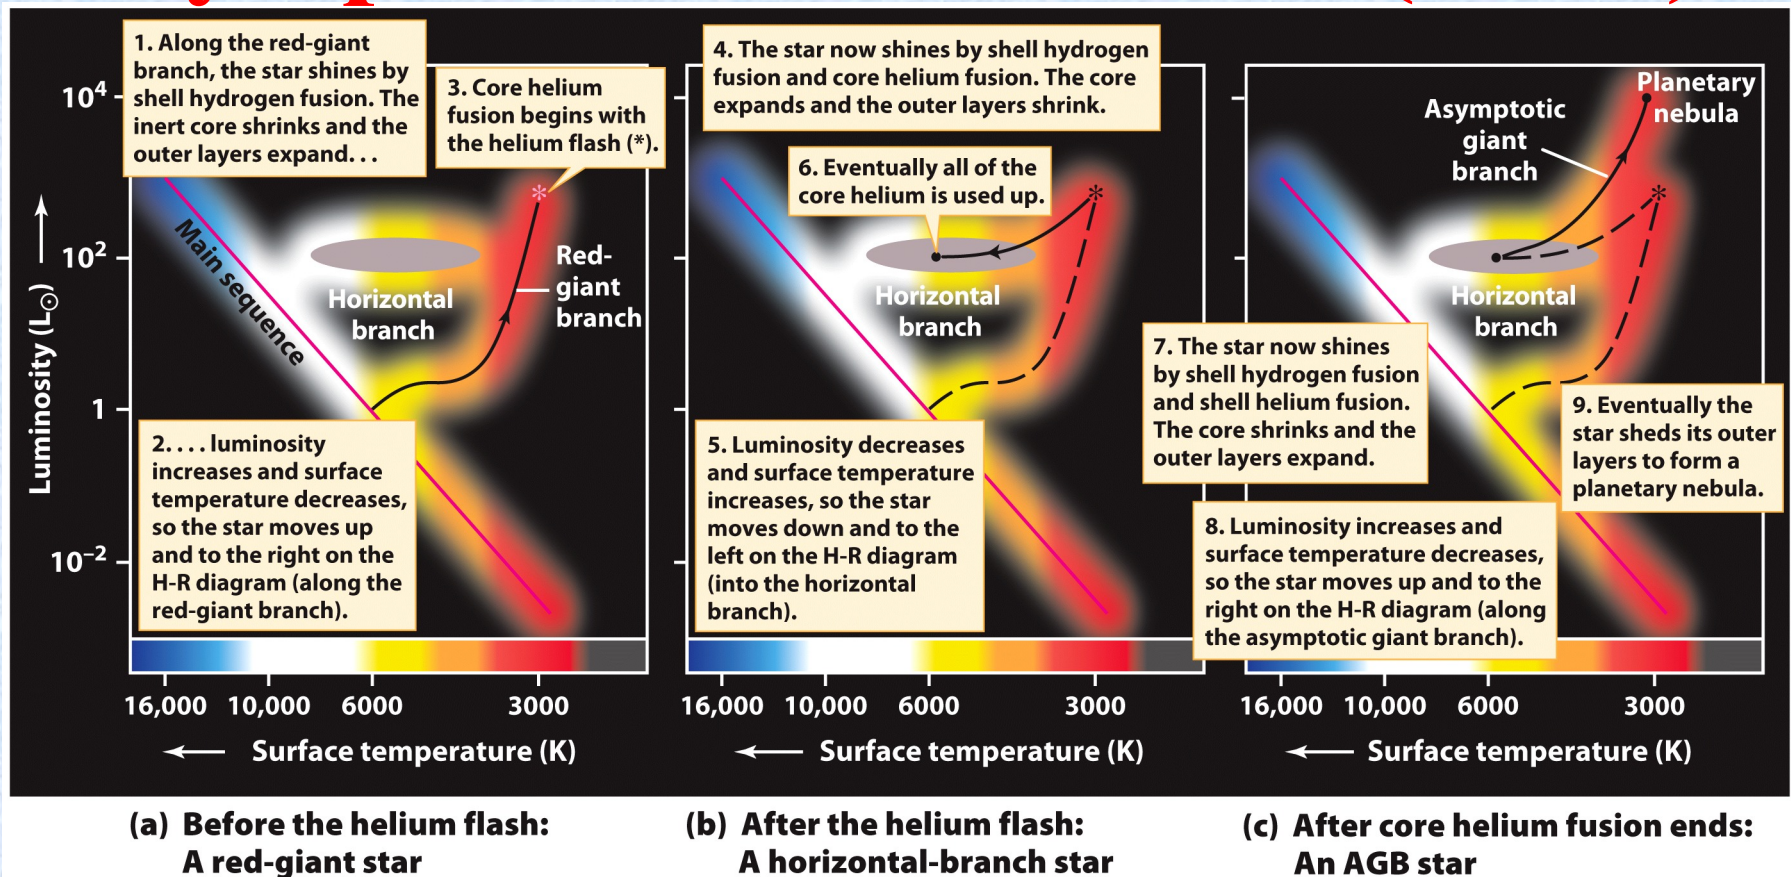 1. Along the red-giant
branch, the star shines by
shell hydrogen fusion. The
inert core shrinks and the
outer layers expand...
3. Core helium
fusion begins with
the helium flash (*).
10⁴
10²
1
10⁻²
Luminosity (L☉)
Main sequence
*
Horizontal
branch
Red-
giant
branch
2. ... luminosity
increases and surface
temperature decreases,
so the star moves up
and to the right on the
H-R diagram (along the
red-giant branch).
16,000 10,000 6000 3000
Surface temperature (K)
(a) Before the helium flash:
A red-giant star
4. The star now shines by shell hydrogen
fusion and core helium fusion. The core
expands and the outer layers shrink.
6. Eventually all of the
core helium is used up.
*
Horizontal
branch
5. Luminosity decreases
and surface temperature
increases, so the star
moves down and to the
left on the H-R diagram
(into the horizontal
branch).
16,000 10,000 6000 3000
Surface temperature (K)
(b) After the helium flash:
A horizontal-branch star
Planetary
nebula
Asymptotic
giant
branch
*
Horizontal
branch
7. The star now shines
by shell hydrogen fusion
and shell helium fusion.
The core shrinks and the
outer layers expand.
9. Eventually the
star sheds its outer
layers to form a
planetary nebula.
8. Luminosity increases and
surface temperature decreases,
so the star moves up and to the
right on the H-R diagram (along
the asymptotic giant branch).
16,000 10,000 6000 3000
Surface temperature (K)
(c) After core helium fusion ends:
An AGB star